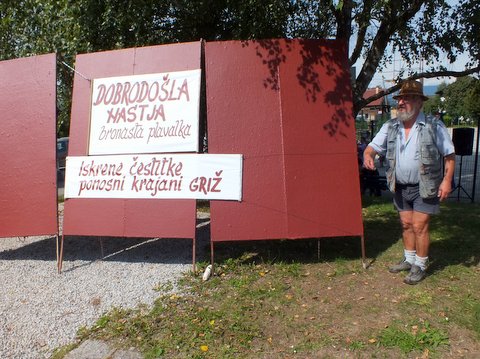 DOBRODOŠLA
NASTJA
bronasta plavalka
Iskrene čestitke
ponosni krajani GRIŽ